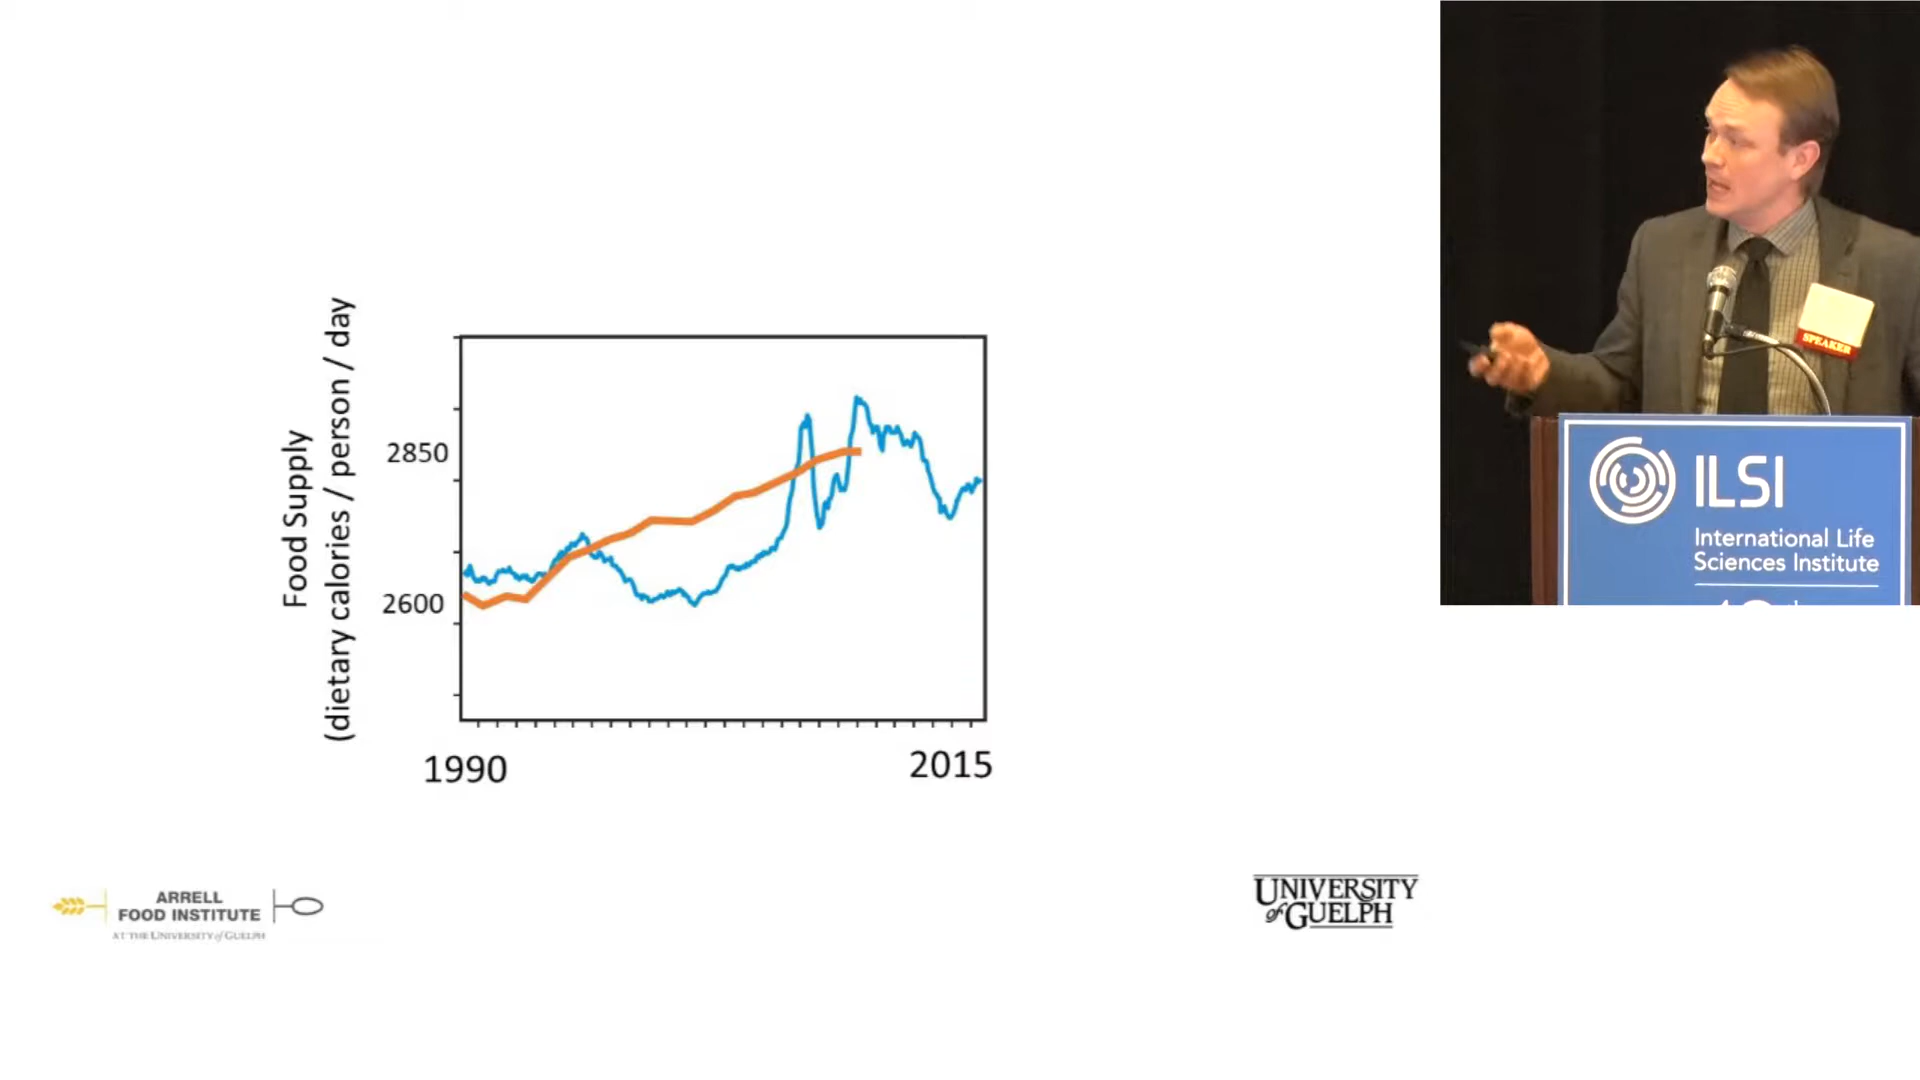 Food Supply
(dietary calories / person / day
2850
2600
1990
2015
ARRELL
FOOD INSTITUTE
AT THE UNIVERSITY of GUELPH
UNIVERSITY
of GUELPH
SPEAKER
ILSI
International Life
Sciences Institute